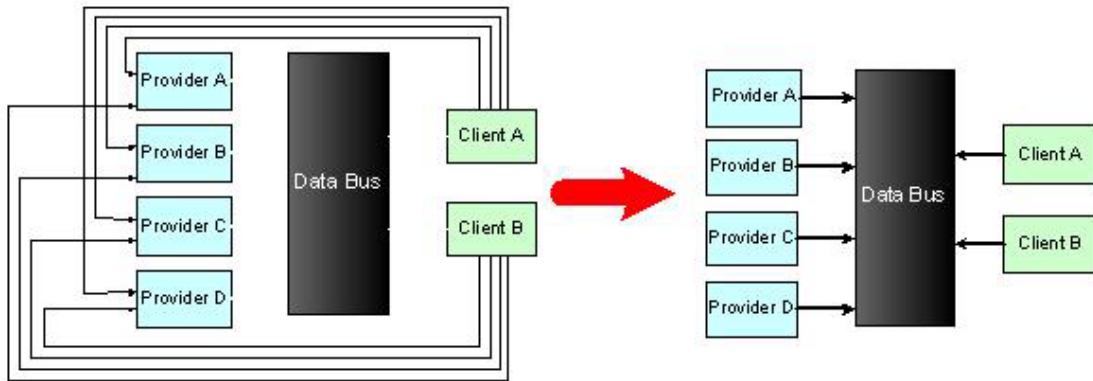 Provider A
Provider B
Provider C
Provider D
Data Bus
Client A
Client B
Provider A
Provider B
Provider C
Provider D
Data Bus
Client A
Client B